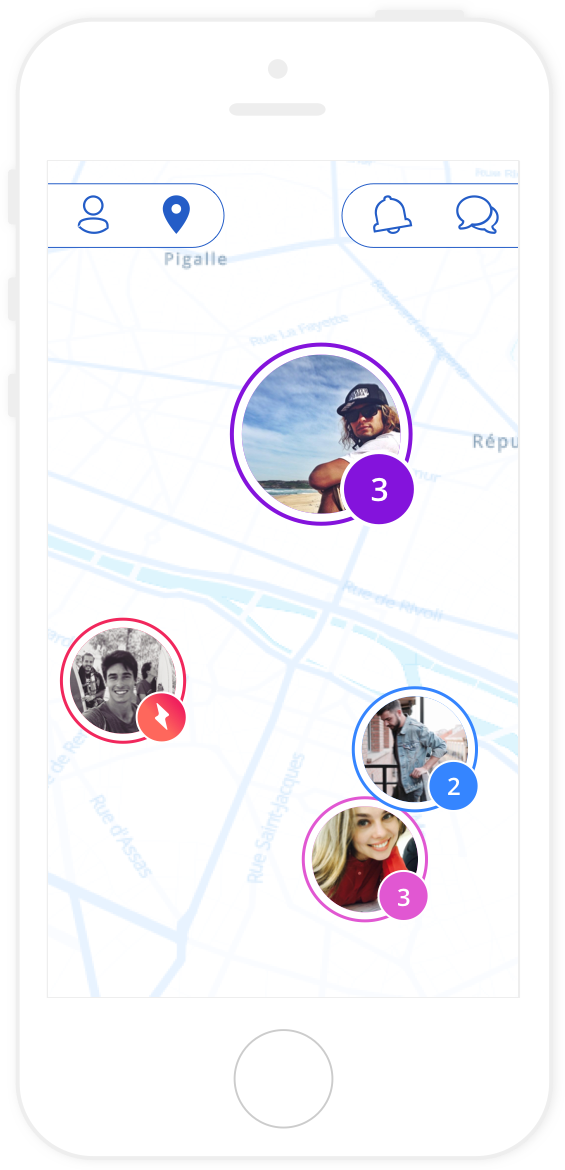 Pigalle
Rue La Fayette
Boulevard de Magenta
Répu
3
Rue de Rivoli
2
Rue Saint-Jacques
Rue d'Assas
3